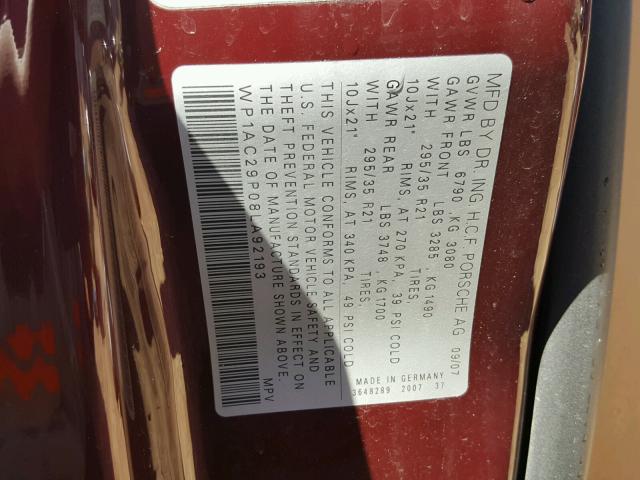 MFD BY DR. ING. H.C.F. PORSCHE AG 09/07
GVWR LBS 6790 ,KG 3080
GAWR FRONT LBS 3285 ,KG1490
WITH 295/35 R21 TIRES,
10Jx21" RIMS, AT 270 KPA, 39 PSI COLD
GAWR REAR LBS 3748 ,KG1700
WITH 295/35 R21 TIRES,
10Jx21" RIMS, AT 340 KPA, 49 PSI COLD
THIS VEHICLE CONFORMS TO ALL APPLICABLE
U.S. FEDERAL MOTOR VEHICLE SAFETY AND
THEFT PREVENTION STANDARDS IN EFFECT ON
THE DATE OF MANUFACTURE SHOWN ABOVE.
WP1AC29P08LA92193 MPV
MADE IN GERMANY
3648289 2007 37